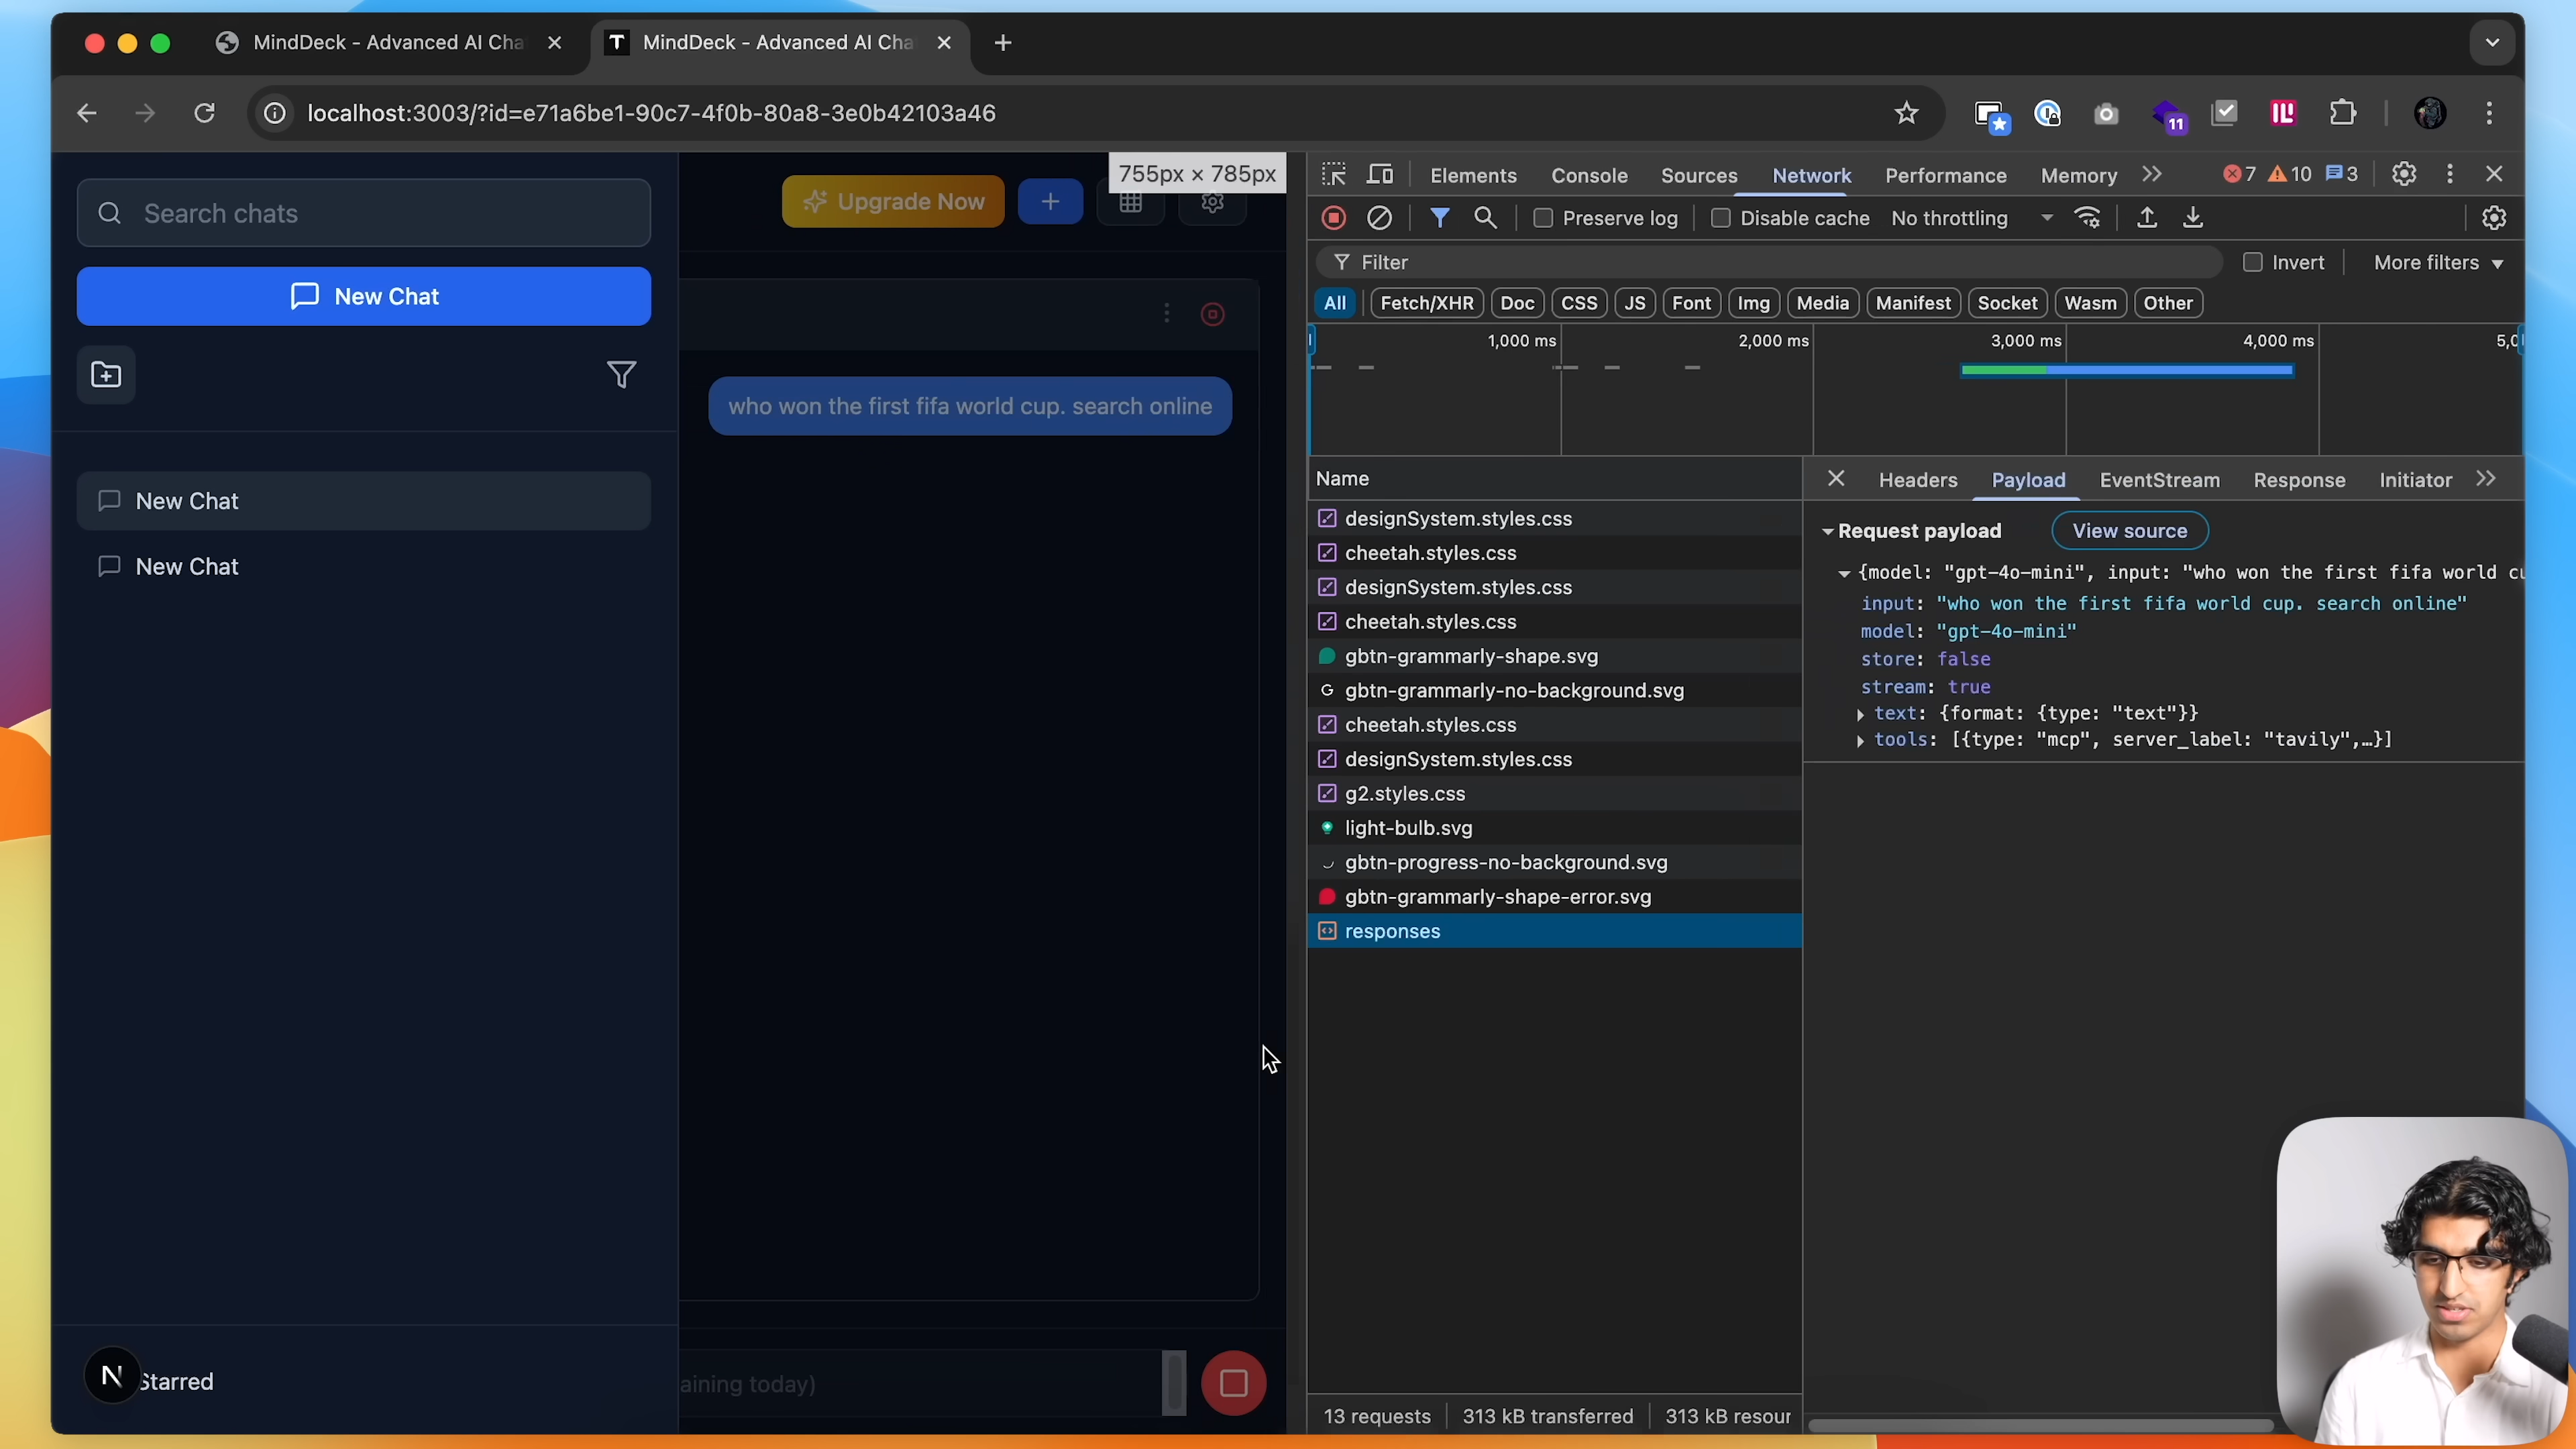 MindDeck - Advanced AI Cha
MindDeck - Advanced AI Cha
localhost:3003/?id=e71a6be1-90c7-4f0b-80a8-3e0b42103a46
11
Search chats
New Chat
New Chat
New Chat
N
Starred
Upgrade Now
755px × 785px
who won the first fifa world cup. search online
aining today)
Elements Console Sources Network Performance Memory
7 10 3
Preserve log Disable cache No throttling
Filter Invert More filters
All Fetch/XHR Doc CSS JS Font Img Media Manifest Socket Wasm Other
1,000 ms 2,000 ms 3,000 ms 4,000 ms 5,0
Name
designSystem.styles.css
cheetah.styles.css
designSystem.styles.css
cheetah.styles.css
gbtn-grammarly-shape.svg
gbtn-grammarly-no-background.svg
cheetah.styles.css
designSystem.styles.css
g2.styles.css
light-bulb.svg
gbtn-progress-no-background.svg
gbtn-grammarly-shape-error.svg
responses
13 requests 313 kB transferred 313 kB resour
Headers Payload EventStream Response Initiator
Request payload View source
{model: "gpt-4o-mini", input: "who won the first fifa world cu
input: "who won the first fifa world cup. search online"
model: "gpt-4o-mini"
store: false
stream: true
text: {format: {type: "text"}}
tools: [{type: "mcp", server_label: "tavily",…}]